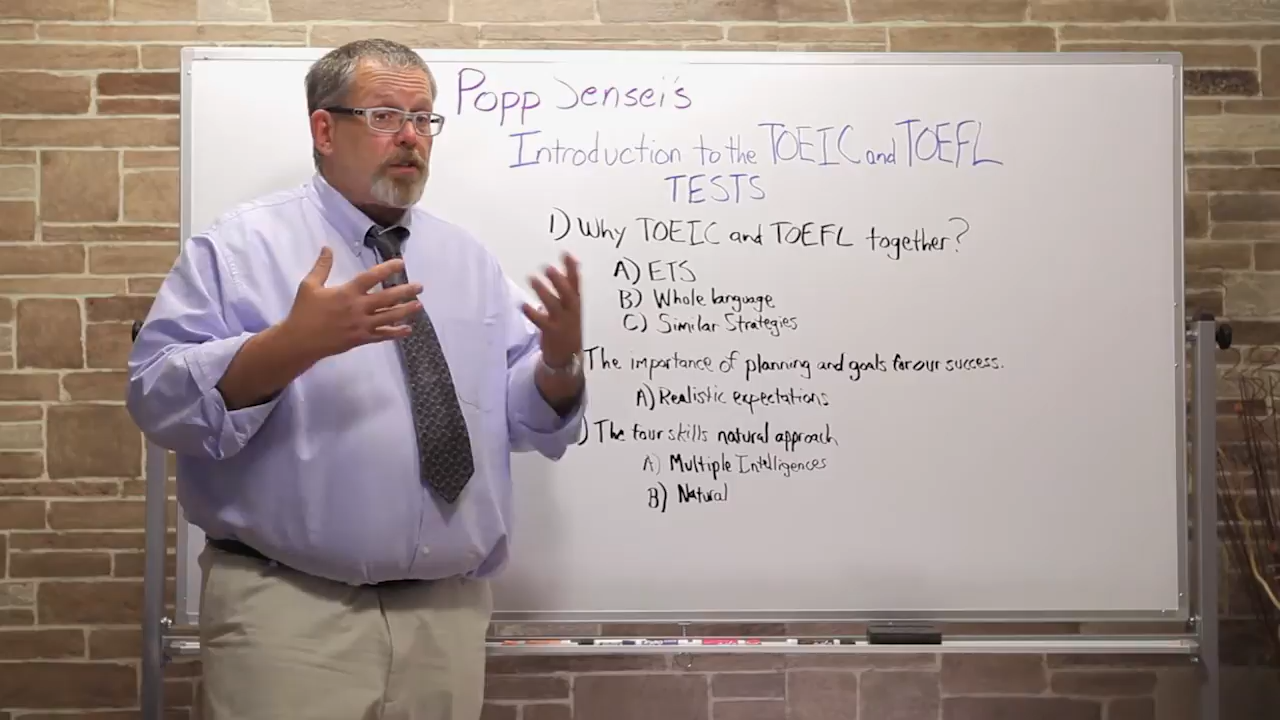 Popp Sensei's
Introduction to the TOEIC and TOEFL
TESTS
1) Why TOEIC and TOEFL together?
A) ETS
B) Whole language
C) Similar Strategies
The importance of planning and goals for our success.
A) Realistic expectations
) The four skills natural approach
A) Multiple Intelligences
B) Natural